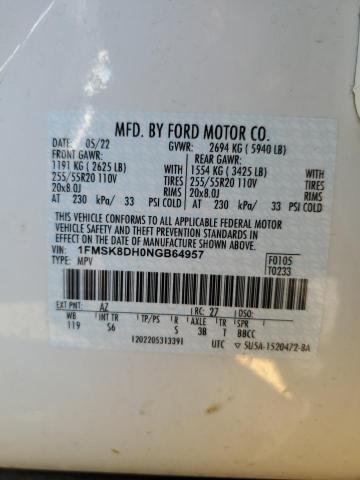 MFD. BY FORD MOTOR CO.
DATE: 05/22 GVWR: 2694 KG ( 5940 LB)
FRONT GAWR: REAR GAWR:
1191 KG ( 2625 LB) 1554 KG ( 3425 LB)
255/55R20 110V TIRES 255/55R20 110V TIRES
20x8.0J RIMS 20x8.0J RIMS
AT 230 kPa/ 33 PSI COLD AT 230 kPa/ 33 PSI COLD
THIS VEHICLE CONFORMS TO ALL APPLICABLE FEDERAL MOTOR
VEHICLE SAFETY AND THEFT PREVENTION STANDARDS IN EFFECT
ON THE DATE OF MANUFACTURE SHOWN ABOVE.
VIN: 1FMSK8DH0NGB64957 F0105
TYPE: MPV T0233
EXT PNT: AZ RC: 27 DSO:
WB INT TR TP/PS R AXLE TR SPR
119 S6 S 3B T BBCC
1202205313391 UTC ▽ 5U5A-1520472-BA